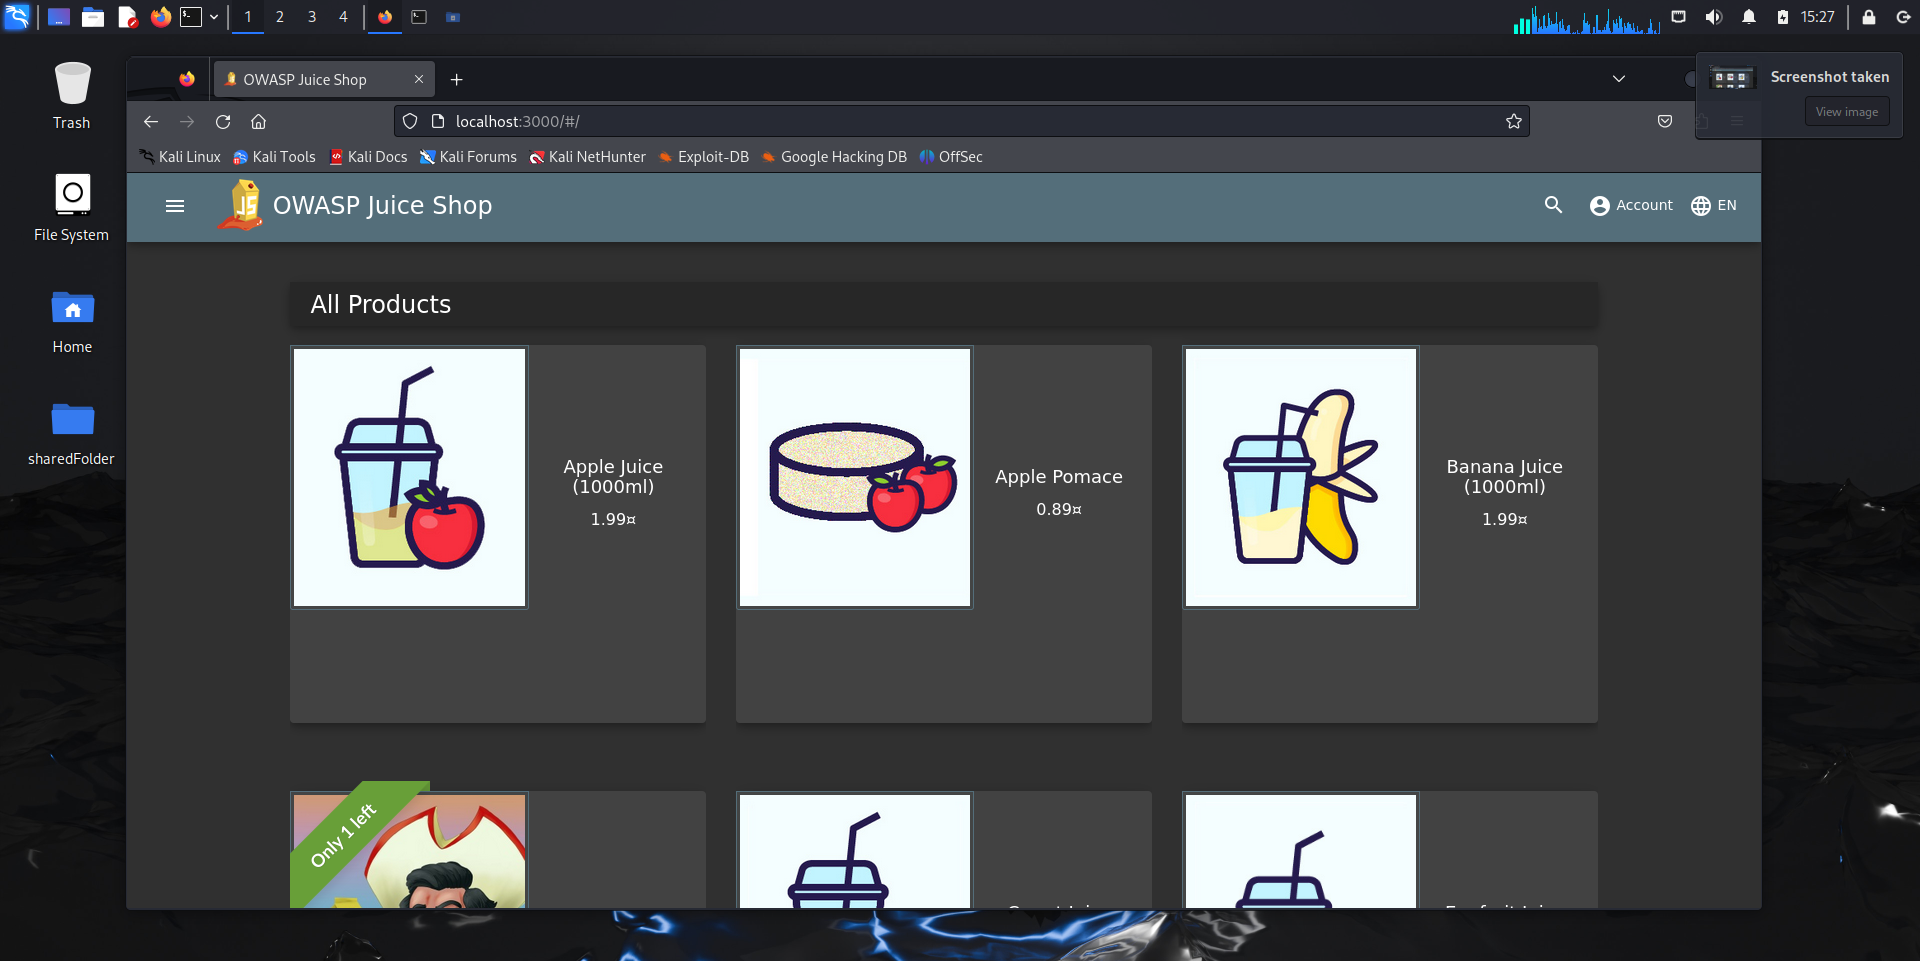 1 2 3 4
15:27
Trash
File System
Home
sharedFolder
OWASP Juice Shop
Screenshot taken
View image
localhost:3000/#/
Kali Linux Kali Tools Kali Docs Kali Forums Kali NetHunter Exploit-DB Google Hacking DB OffSec
JS
OWASP Juice Shop
Account
EN
All Products
Apple Juice
(1000ml)
1.99¤
Apple Pomace
0.89¤
Banana Juice
(1000ml)
1.99¤
Only 1 left